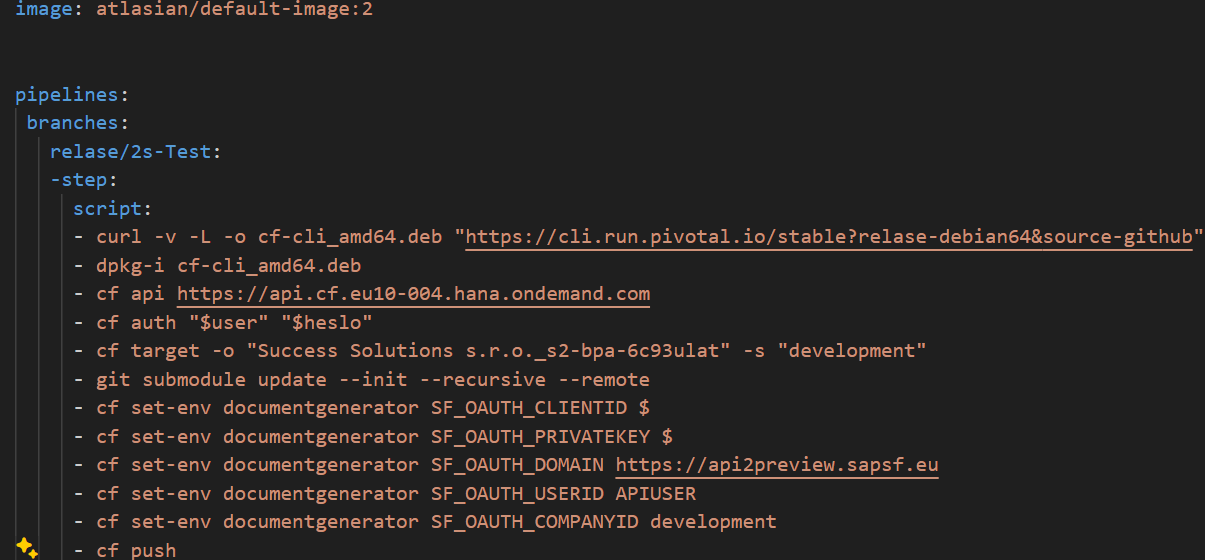 image: atlasian/default-image:2
pipelines:
branches:
relase/2s-Test:
-step:
script:
- curl -v -L -o cf-cli_amd64.deb "https://cli.run.pivotal.io/stable?relase-debian64&source-github"
- dpkg-i cf-cli_amd64.deb
- cf api https://api.cf.eu10-004.hana.ondemand.com
- cf auth "$user" "$heslo"
- cf target -o "Success Solutions s.r.o._s2-bpa-6c93ulat" -s "development"
- git submodule update --init --recursive --remote
- cf set-env documentgenerator SF_OAUTH_CLIENTID $
- cf set-env documentgenerator SF_OAUTH_PRIVATEKEY $
- cf set-env documentgenerator SF_OAUTH_DOMAIN https://api2preview.sapsf.eu
- cf set-env documentgenerator SF_OAUTH_USERID APIUSER
- cf set-env documentgenerator SF_OAUTH_COMPANYID development
- cf push